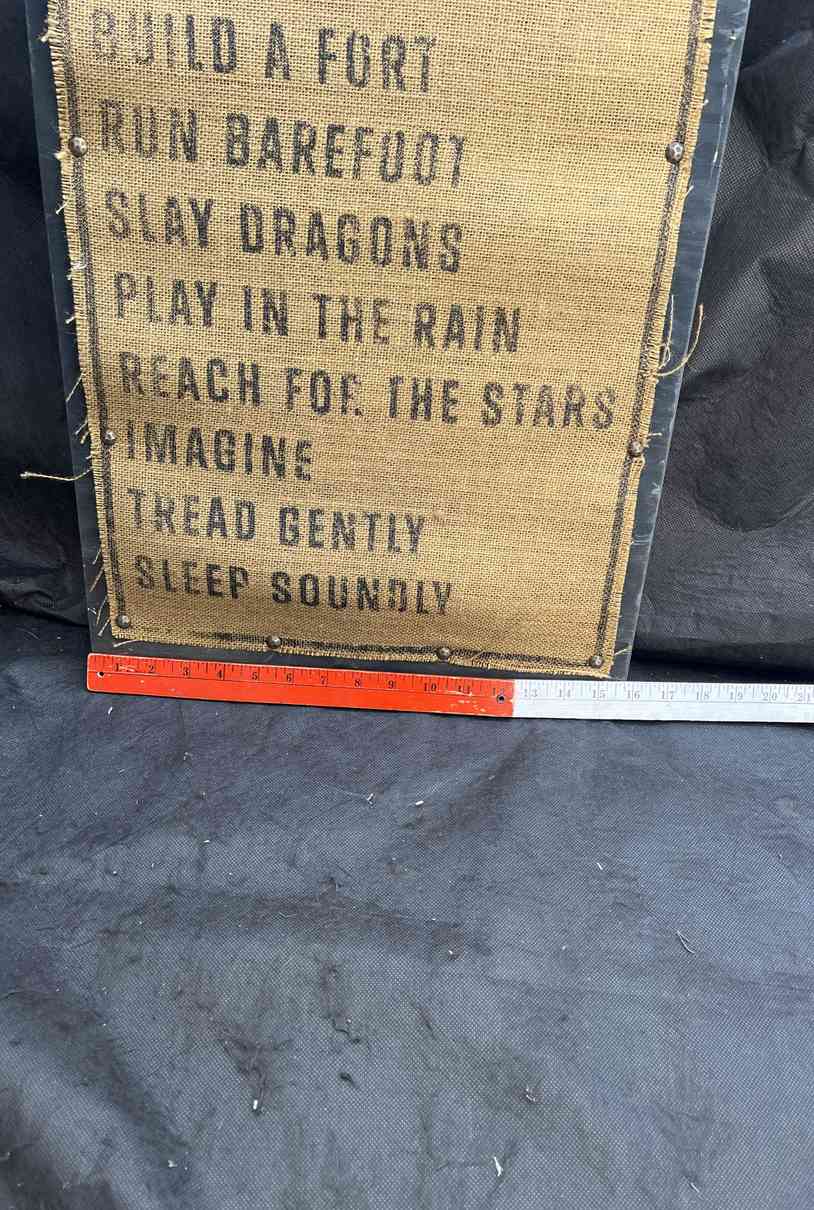 BUILD A FORT
RUN BAREFOOT
SLAY DRAGONS
PLAY IN THE RAIN
REACH FOR THE STARS
IMAGINE
TREAD GENTLY
SLEEP SOUNDLY
1 2 3 4 5 6 7 8 9 10 11 12 13 14 15 16 17 18 19 20 21